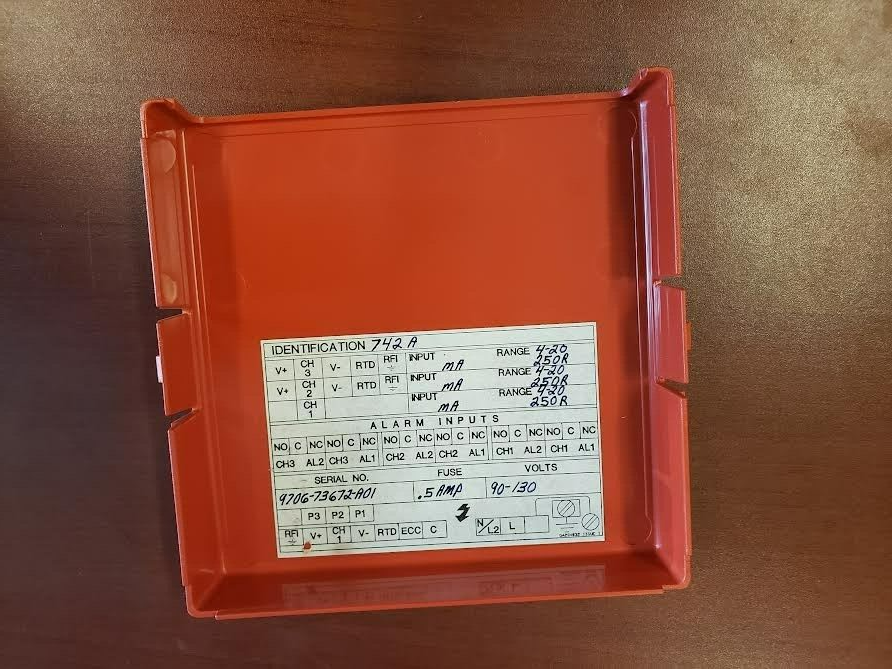 IDENTIFICATION 742A
V+ CH 3 V- RTD RFI INPUT mA RANGE 4-20 250R
V+ CH 2 V- RTD RFI INPUT mA RANGE 4-20 250R
CH 1 INPUT mA RANGE 4-20 250R
ALARM INPUTS
NO C NC NO C NC NO C NC NO C NC NO C NC NO C NC
CH3 AL2 CH3 AL1 CH2 AL2 CH2 AL1 CH1 AL2 CH1 AL1
SERIAL NO. FUSE VOLTS
9706-73672-A01 .5 AMP 90-130
P3 P2 P1
RFI V+ CH 1 V- RTD ECC C N/L2 L